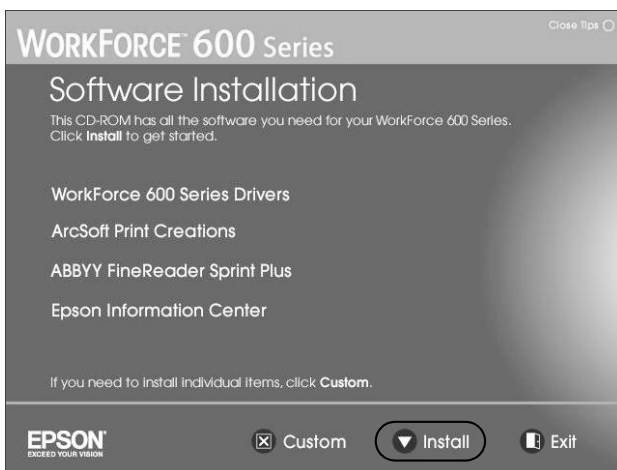 Close Tips
WORKFORCE™ 600 Series
Software Installation
This CD-ROM has all the software you need for your WorkForce 600 Series.
Click Install to get started.
WorkForce 600 Series Drivers
ArcSoft Print Creations
ABBYY FineReader Sprint Plus
Epson Information Center
If you need to install individual items, click Custom.
EPSON®
EXCEED YOUR VISION
Custom
Install
Exit